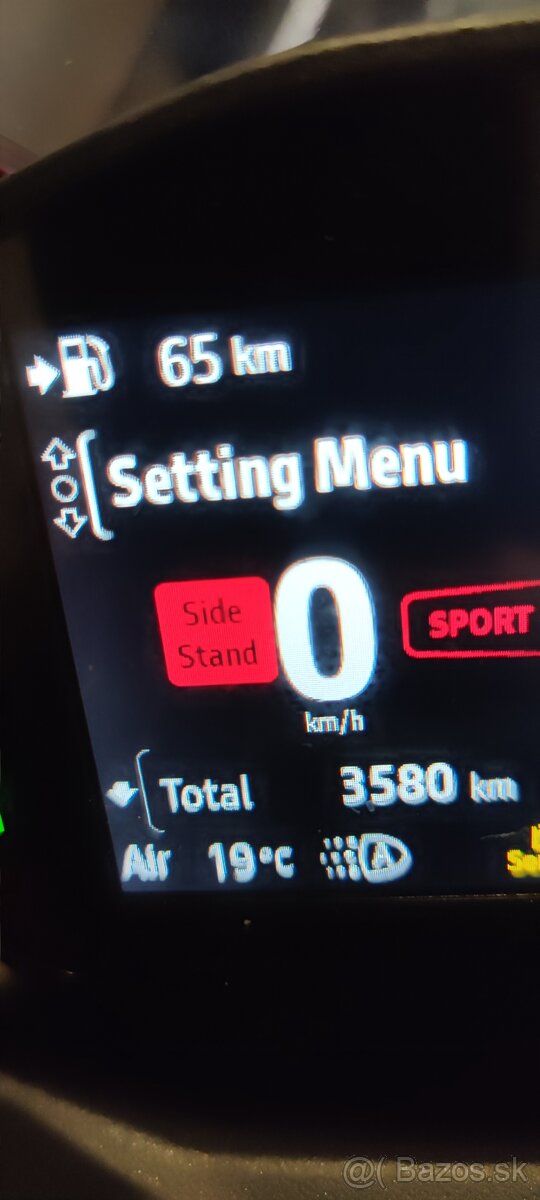 65 km
Setting Menu
Side
Stand
0
SPORT
km/h
Total 3580 km
Air 19°C A
@( Bazos.sk